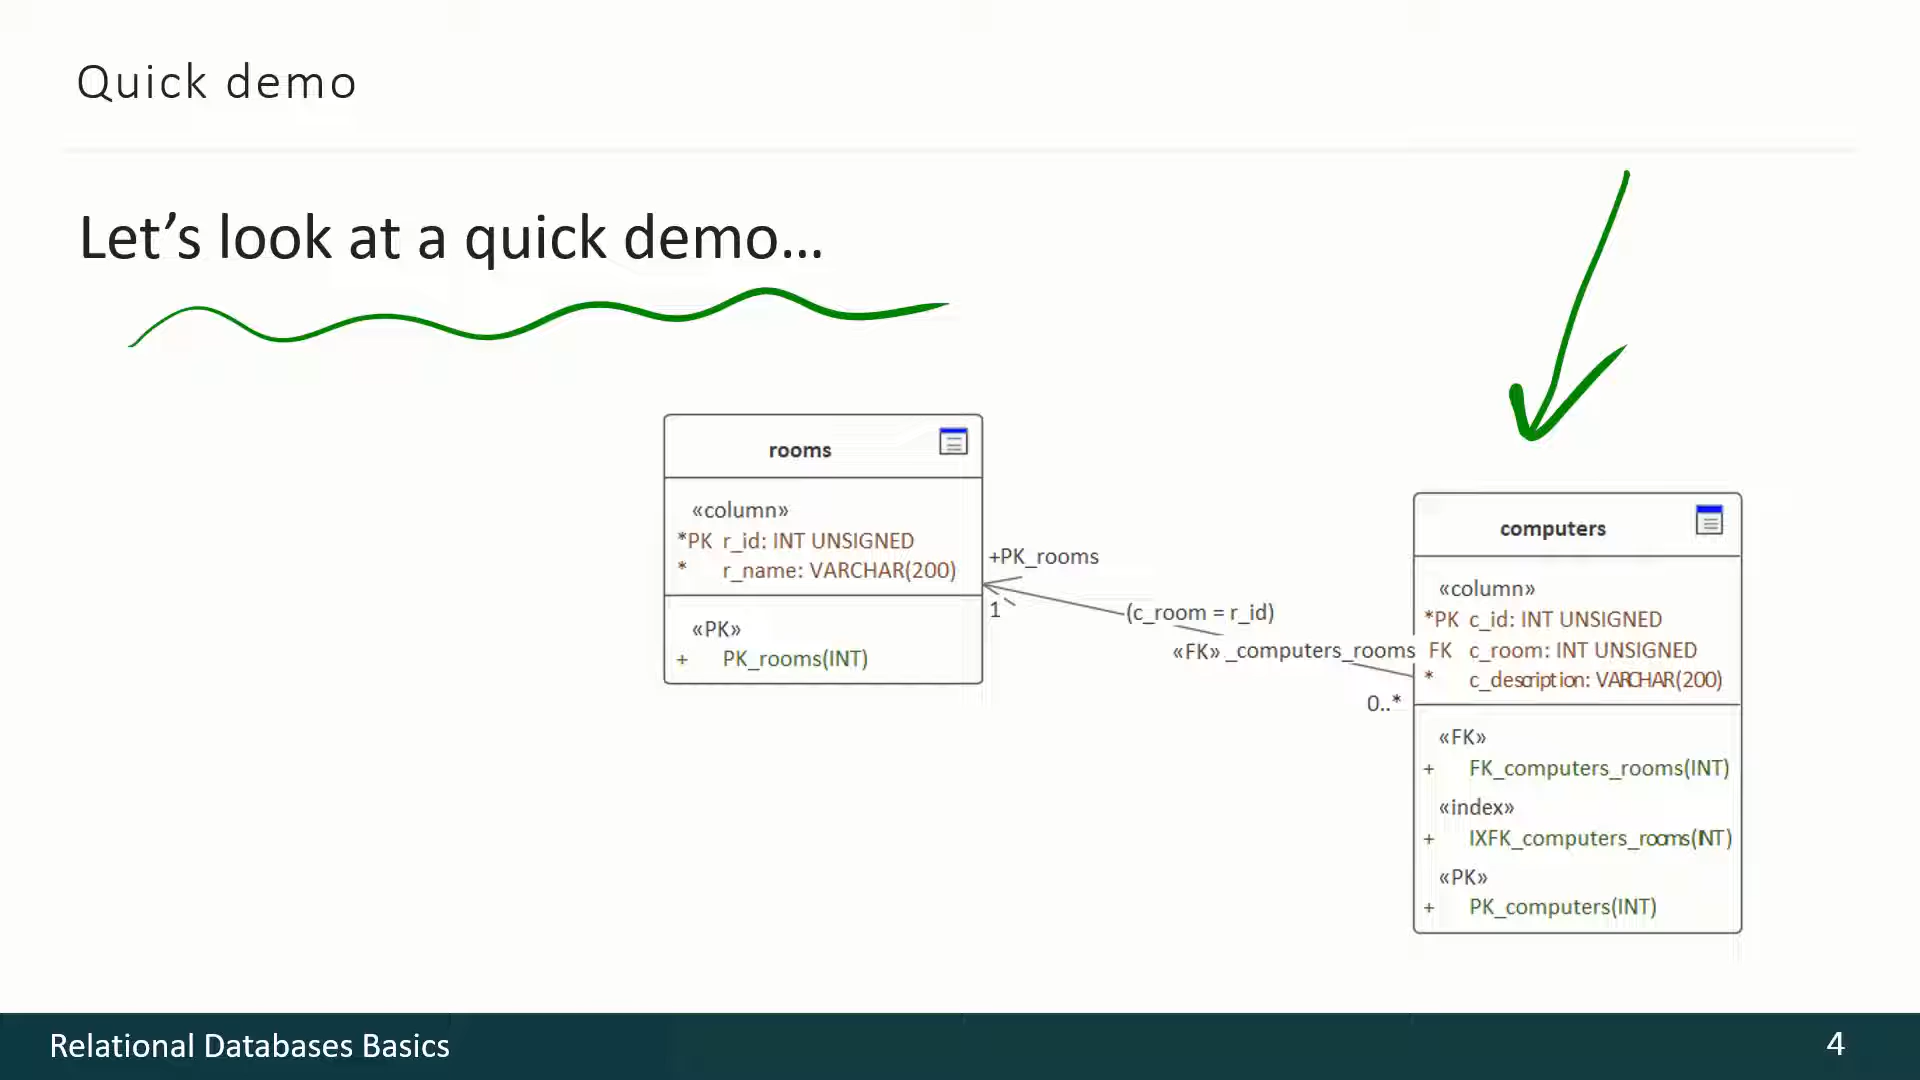 Quick demo
Let's look at a quick demo...
rooms
«column»
*PK r_id: INT UNSIGNED
* r_name: VARCHAR(200)
«PK»
+ PK_rooms(INT)
+PK_rooms
1
(c_room = r_id)
«FK» _computers_rooms
0..*
computers
«column»
*PK c_id: INT UNSIGNED
FK c_room: INT UNSIGNED
* c_description: VARCHAR(200)
«FK»
+ FK_computers_rooms(INT)
«index»
+ IXFK_computers_rooms(INT)
«PK»
+ PK_computers(INT)
Relational Databases Basics
4